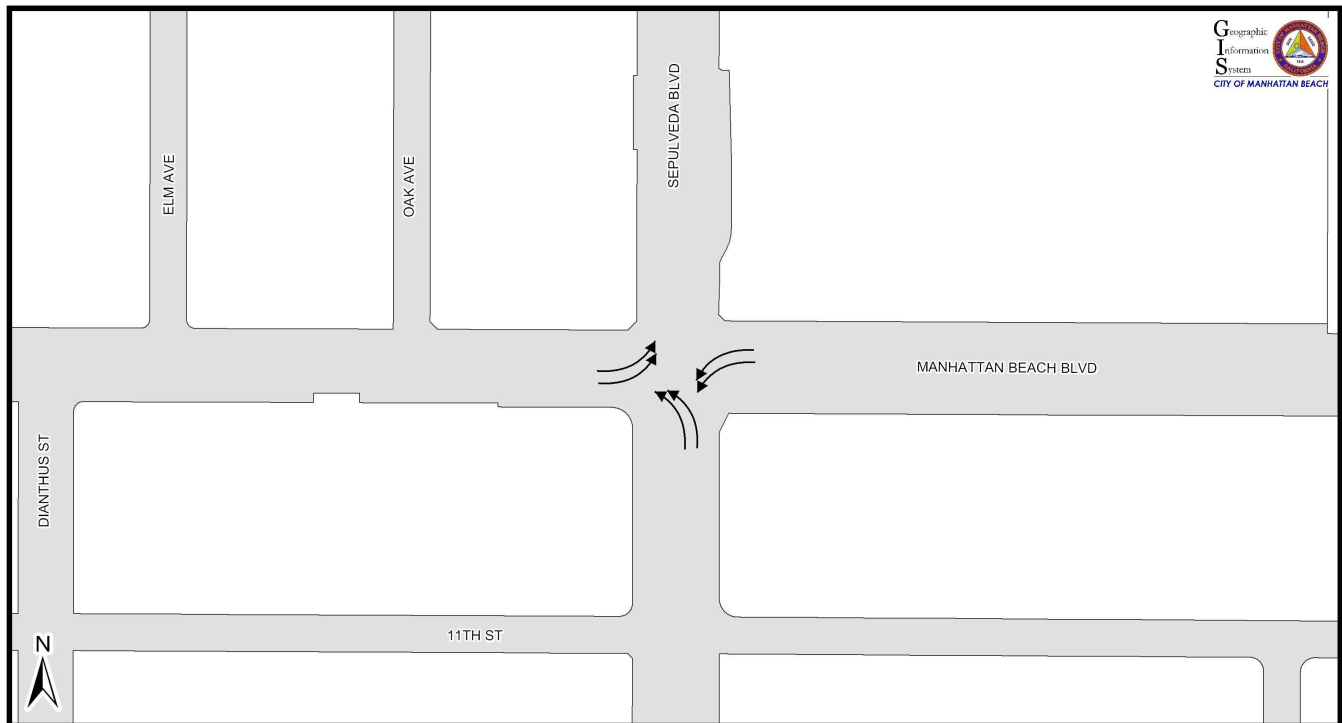 Geographic
Information
System
CITY OF MANHATTAN BEACH
SEPULVEDA BLVD
ELM AVE
OAK AVE
MANHATTAN BEACH BLVD
DIANTHUS ST
11TH ST
N